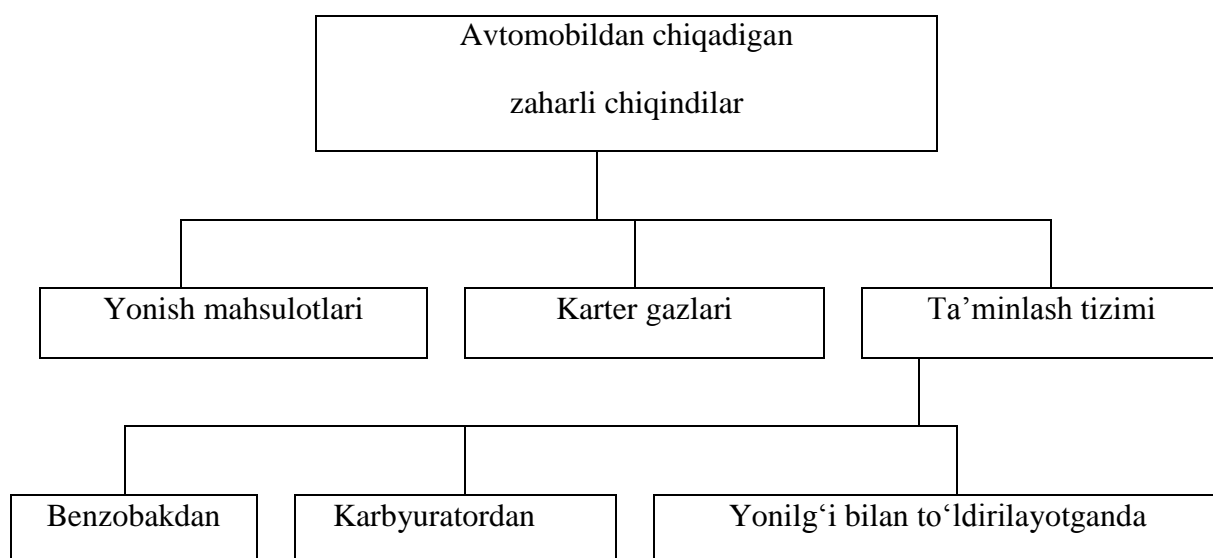 Avtomobildan chiqadigan
zaharli chiqindilar
Yonish mahsulotlari
Karter gazlari
Ta’minlash tizimi
Benzobakdan
Karbyuratordan
Yonilg‘i bilan to‘ldirilayotganda